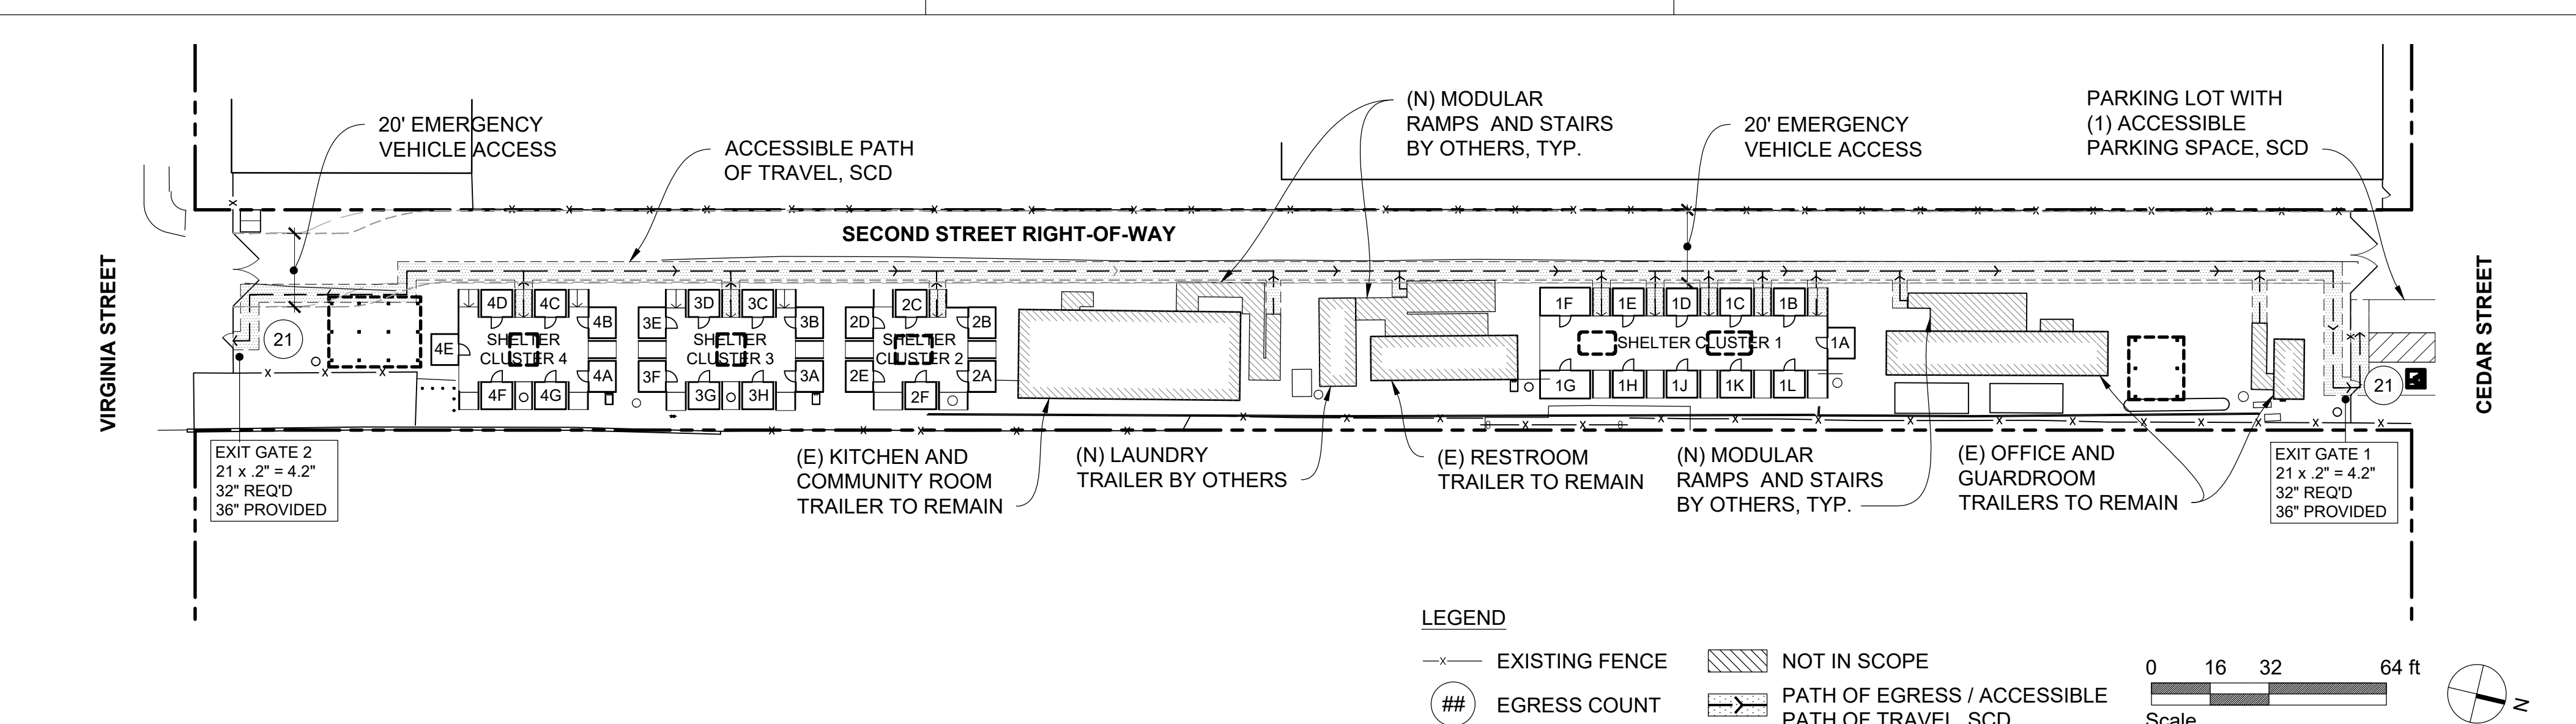 20' EMERGENCY
VEHICLE ACCESS
ACCESSIBLE PATH
OF TRAVEL, SCD
(N) MODULAR
RAMPS AND STAIRS
BY OTHERS, TYP.
20' EMERGENCY
VEHICLE ACCESS
PARKING LOT WITH
(1) ACCESSIBLE
PARKING SPACE, SCD
SECOND STREET RIGHT-OF-WAY
VIRGINIA STREET
CEDAR STREET
21
4D
4C
4B
4E
SHELTER
CLUSTER 4
4A
4F
4G
3D
3C
3E
3B
SHELTER
CLUSTER 3
3F
3A
3G
3H
2C
2D
2B
SHELTER
CLUSTER 2
2E
2A
2F
1F
1E
1D
1C
1B
SHELTER CLUSTER 1
1A
1G
1H
1J
1K
1L
21
EXIT GATE 2
21 x .2" = 4.2"
32" REQ'D
36" PROVIDED
(E) KITCHEN AND
COMMUNITY ROOM
TRAILER TO REMAIN
(N) LAUNDRY
TRAILER BY OTHERS
(E) RESTROOM
TRAILER TO REMAIN
(N) MODULAR
RAMPS AND STAIRS
BY OTHERS, TYP.
(E) OFFICE AND
GUARDROOM
TRAILERS TO REMAIN
EXIT GATE 1
21 x .2" = 4.2"
32" REQ'D
36" PROVIDED
LEGEND
EXISTING FENCE
NOT IN SCOPE
## EGRESS COUNT
PATH OF EGRESS / ACCESSIBLE
PATH OF TRAVEL, SCD
0 16 32 64 ft
Scale
N